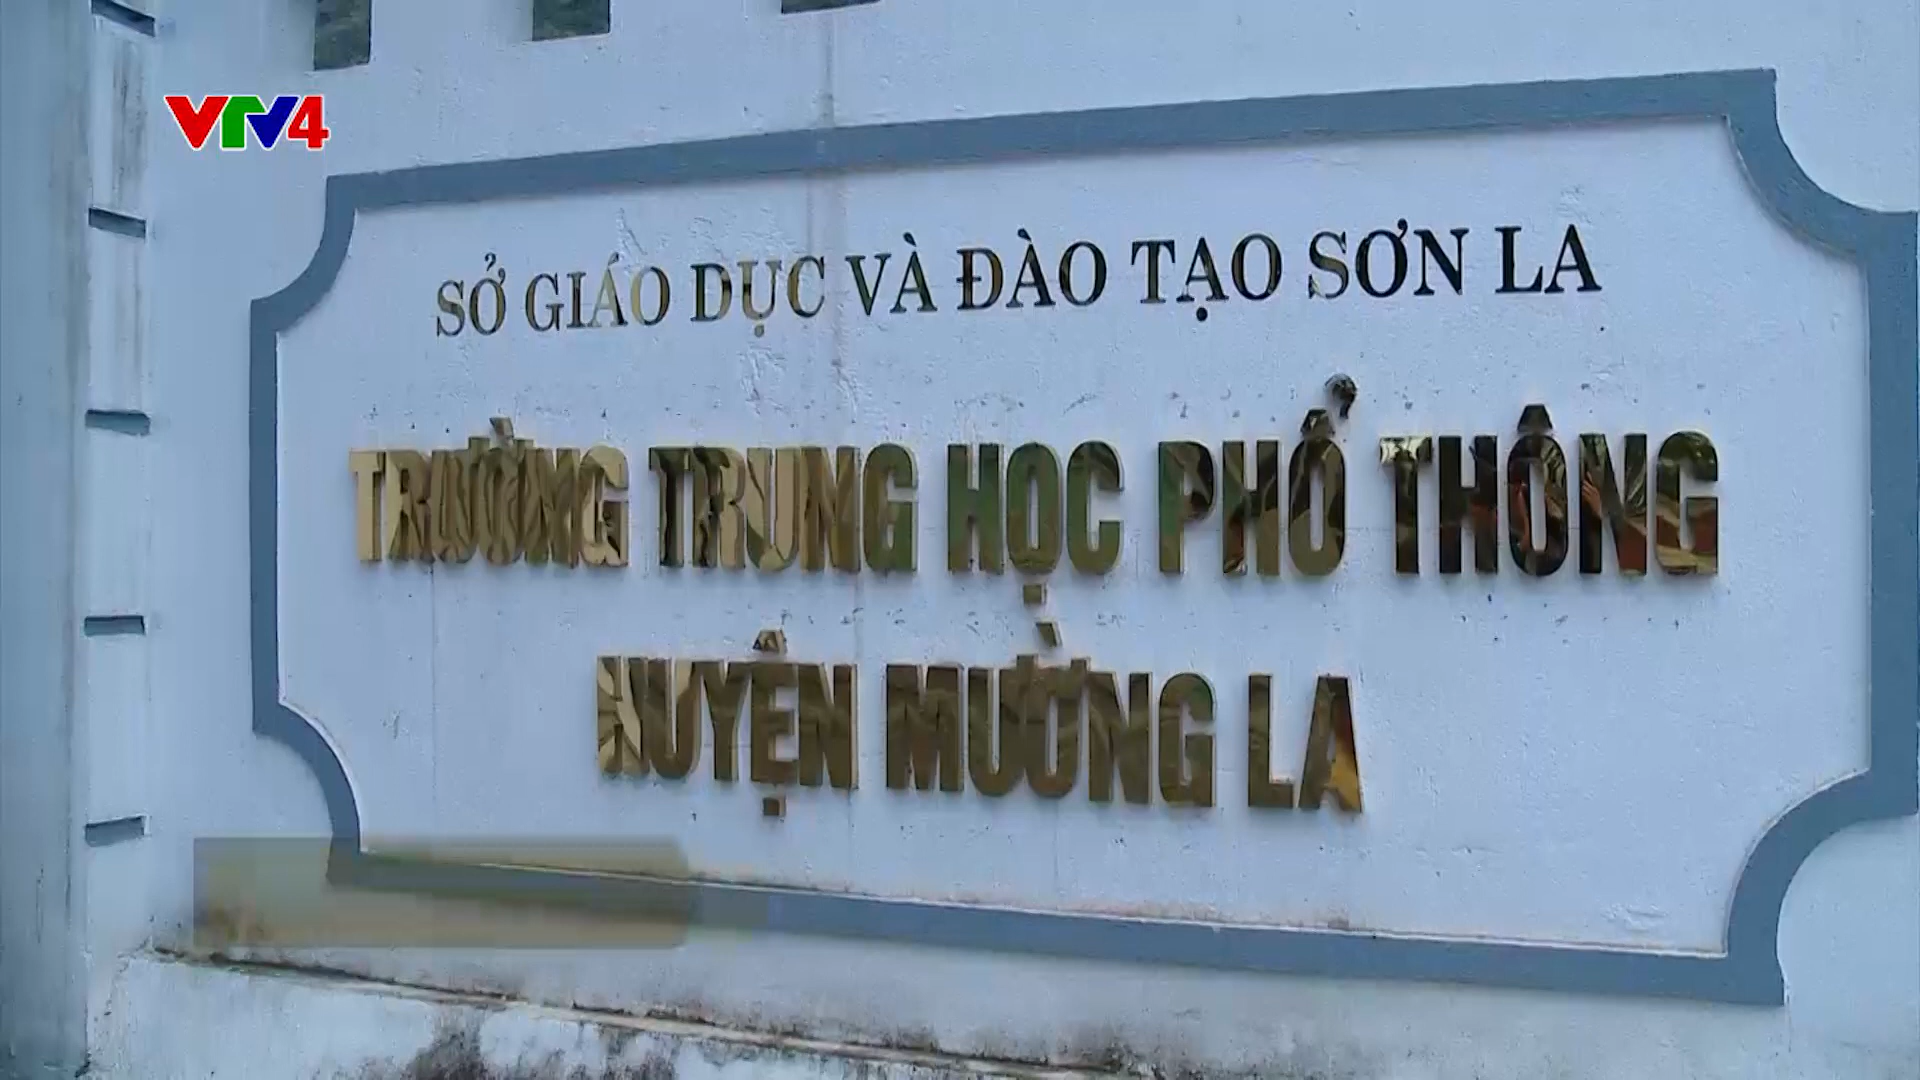 VTV4
SỞ GIÁO DỤC VÀ ĐÀO TẠO SƠN LA
TRƯỜNG TRUNG HỌC PHỔ THÔNG
HUYỆN MƯỜNG LA